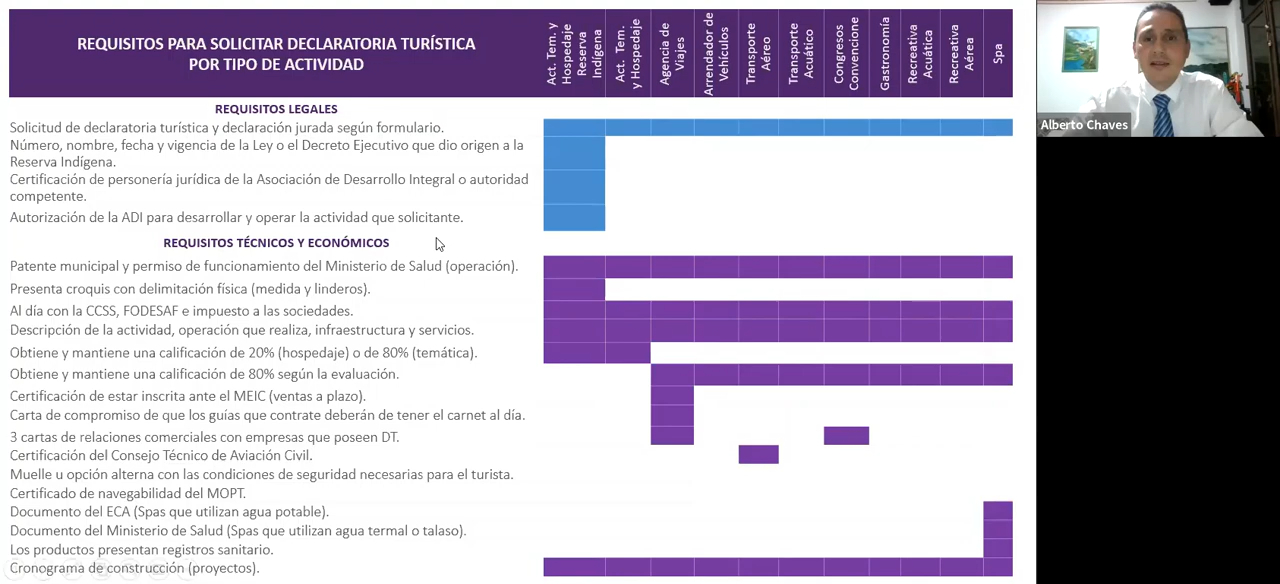 REQUISITOS PARA SOLICITAR DECLARATORIA TURÍSTICA
POR TIPO DE ACTIVIDAD
Act. Tem. y
Hospedaje
Reserva
Indígena
Act. Tem.
y Hospedaje
Agencia de
Viajes
Arrendador de
Vehículos
Transporte
Aéreo
Transporte
Acuático
Congresos
Convencione
Gastronomía
Recreativa
Acuática
Recreativa
Aérea
Spa
Alberto Chaves
REQUISITOS LEGALES
Solicitud de declaratoria turística y declaración jurada según formulario.
Número, nombre, fecha y vigencia de la Ley o el Decreto Ejecutivo que dio origen a la
Reserva Indígena.
Certificación de personería jurídica de la Asociación de Desarrollo Integral o autoridad
competente.
Autorización de la ADI para desarrollar y operar la actividad que solicitante.
REQUISITOS TÉCNICOS Y ECONÓMICOS
Patente municipal y permiso de funcionamiento del Ministerio de Salud (operación).
Presenta croquis con delimitación física (medida y linderos).
Al día con la CCSS, FODESAF e impuesto a las sociedades.
Descripción de la actividad, operación que realiza, infraestructura y servicios.
Obtiene y mantiene una calificación de 20% (hospedaje) o de 80% (temática).
Obtiene y mantiene una calificación de 80% según la evaluación.
Certificación de estar inscrita ante el MEIC (ventas a plazo).
Carta de compromiso de que los guías que contrate deberán de tener el carnet al día.
3 cartas de relaciones comerciales con empresas que poseen DT.
Certificación del Consejo Técnico de Aviación Civil.
Muelle u opción alterna con las condiciones de seguridad necesarias para el turista.
Certificado de navegabilidad del MOPT.
Documento del ECA (Spas que utilizan agua potable).
Documento del Ministerio de Salud (Spas que utilizan agua termal o talaso).
Los productos presentan registros sanitario.
Cronograma de construcción (proyectos).